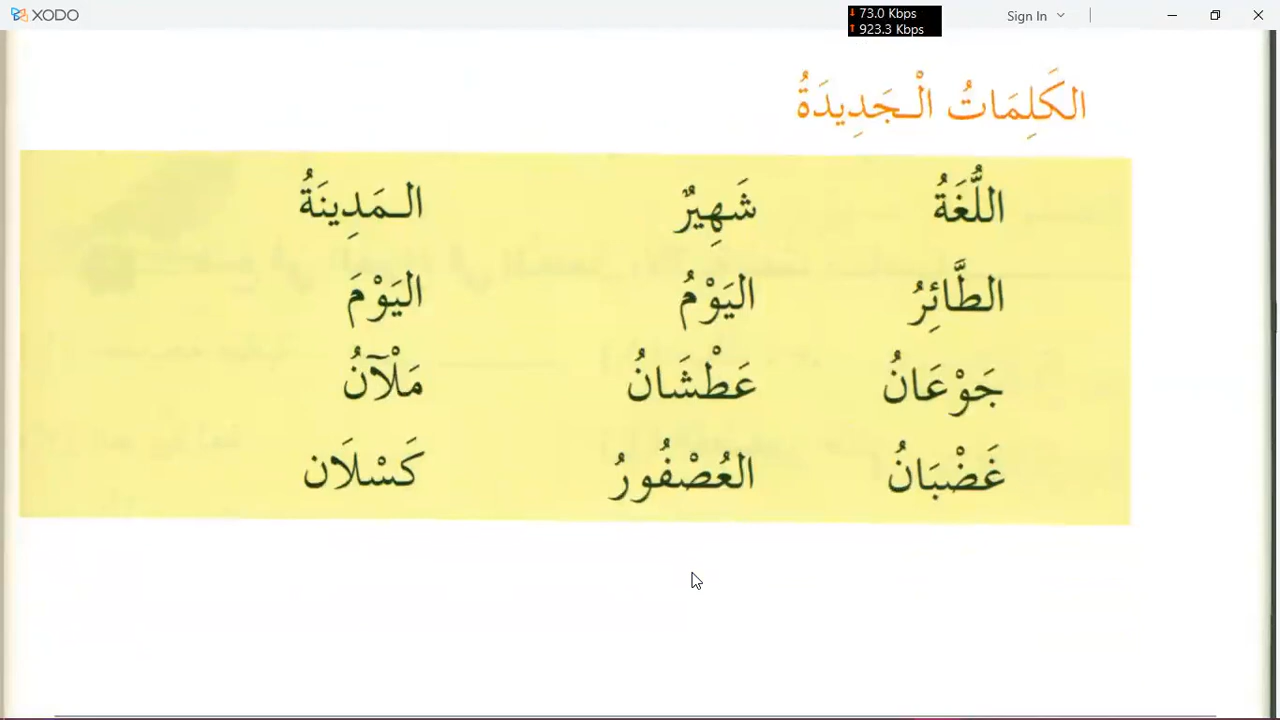 XODO
73.0 Kbps
923.3 Kbps
Sign In
الكَلِمَاتُ الْـجَدِيدَةُ
اللُّغَةُ شَهِيرٌ الـمَدِينَةُ
الطَّائِرُ اليَوْمُ اليَوْمَ
جَوْعَانُ عَطْشَانُ مَلْآنُ
غَضْبَانُ العُصْفُورُ كَسْلَان